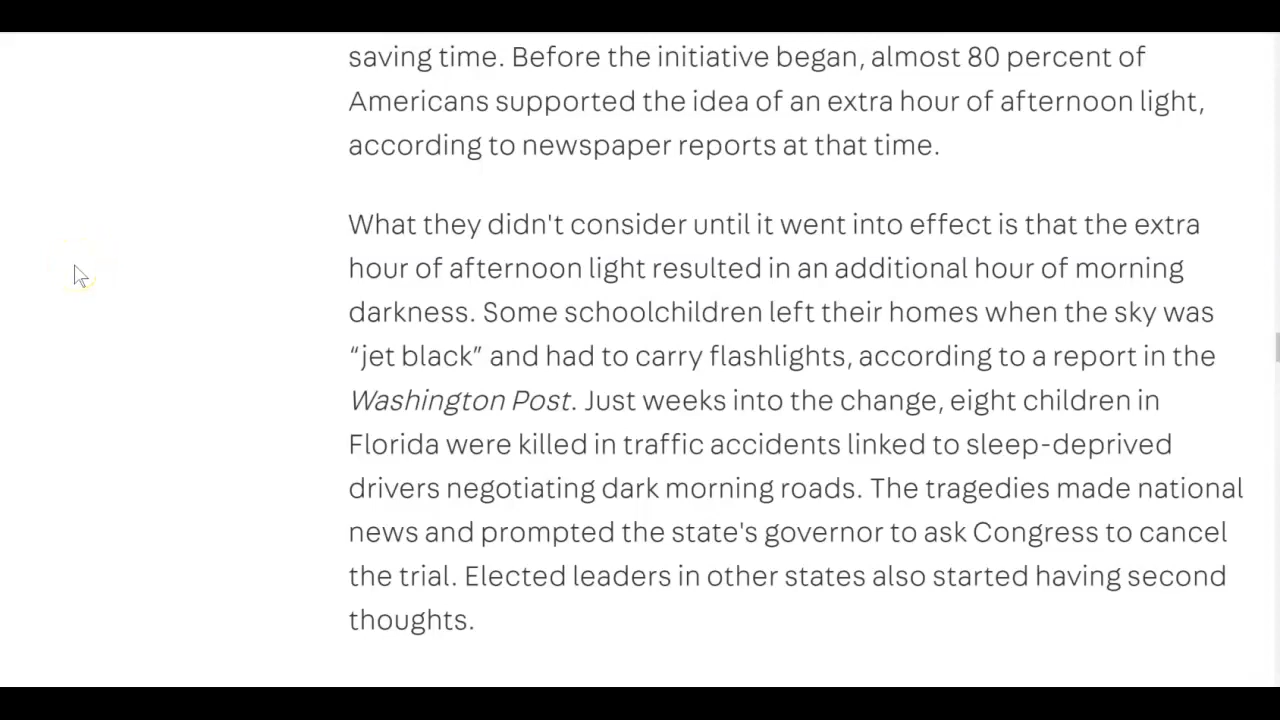 saving time. Before the initiative began, almost 80 percent of
Americans supported the idea of an extra hour of afternoon light,
according to newspaper reports at that time.
What they didn't consider until it went into effect is that the extra
hour of afternoon light resulted in an additional hour of morning
darkness. Some schoolchildren left their homes when the sky was
“jet black” and had to carry flashlights, according to a report in the
Washington Post. Just weeks into the change, eight children in
Florida were killed in traffic accidents linked to sleep-deprived
drivers negotiating dark morning roads. The tragedies made national
news and prompted the state's governor to ask Congress to cancel
the trial. Elected leaders in other states also started having second
thoughts.